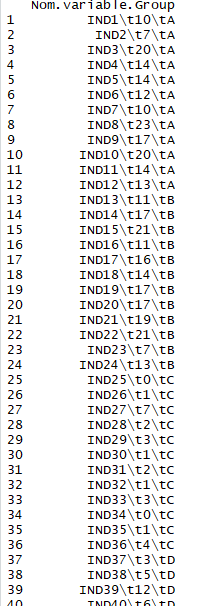 Nom.variable.Group
1 IND1\t10\tA
2 IND2\t7\tA
3 IND3\t20\tA
4 IND4\t14\tA
5 IND5\t14\tA
6 IND6\t12\tA
7 IND7\t10\tA
8 IND8\t23\tA
9 IND9\t17\tA
10 IND10\t20\tA
11 IND11\t14\tA
12 IND12\t13\tA
13 IND13\t11\tB
14 IND14\t17\tB
15 IND15\t21\tB
16 IND16\t11\tB
17 IND17\t16\tB
18 IND18\t14\tB
19 IND19\t17\tB
20 IND20\t17\tB
21 IND21\t19\tB
22 IND22\t21\tB
23 IND23\t7\tB
24 IND24\t13\tB
25 IND25\t0\tC
26 IND26\t1\tC
27 IND27\t7\tC
28 IND28\t2\tC
29 IND29\t3\tC
30 IND30\t1\tC
31 IND31\t2\tC
32 IND32\t1\tC
33 IND33\t3\tC
34 IND34\t0\tC
35 IND35\t1\tC
36 IND36\t4\tC
37 IND37\t3\tD
38 IND38\t5\tD
39 IND39\t12\tD
40 IND40\t6\tD